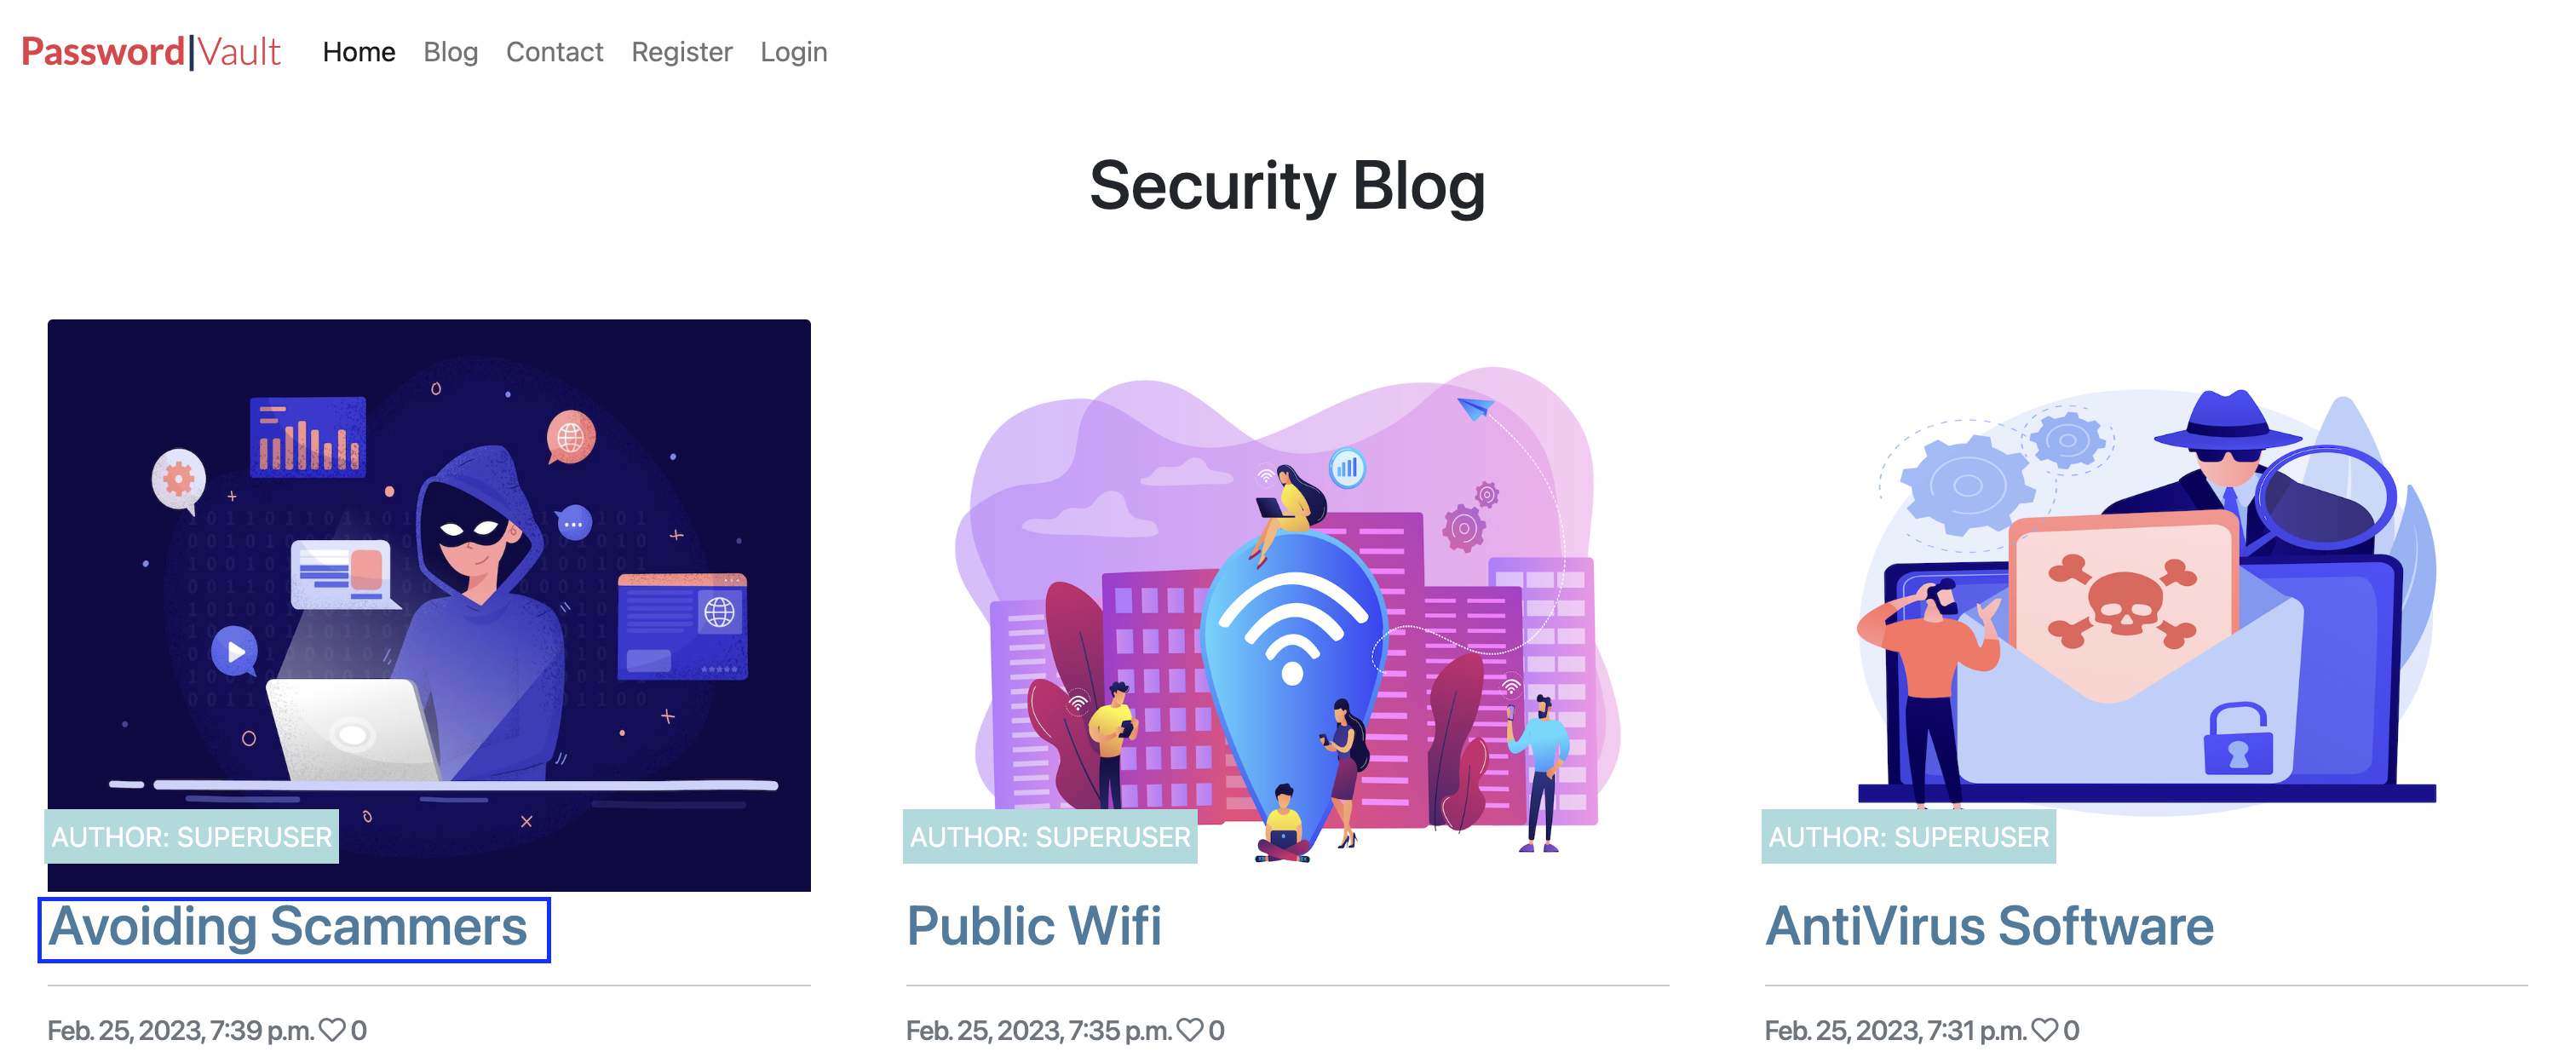 Password|Vault Home Blog Contact Register Login
Security Blog
AUTHOR: SUPERUSER
Avoiding Scammers
Feb. 25, 2023, 7:39 p.m. 0
AUTHOR: SUPERUSER
Public Wifi
Feb. 25, 2023, 7:35 p.m. 0
AUTHOR: SUPERUSER
AntiVirus Software
Feb. 25, 2023, 7:31 p.m. 0